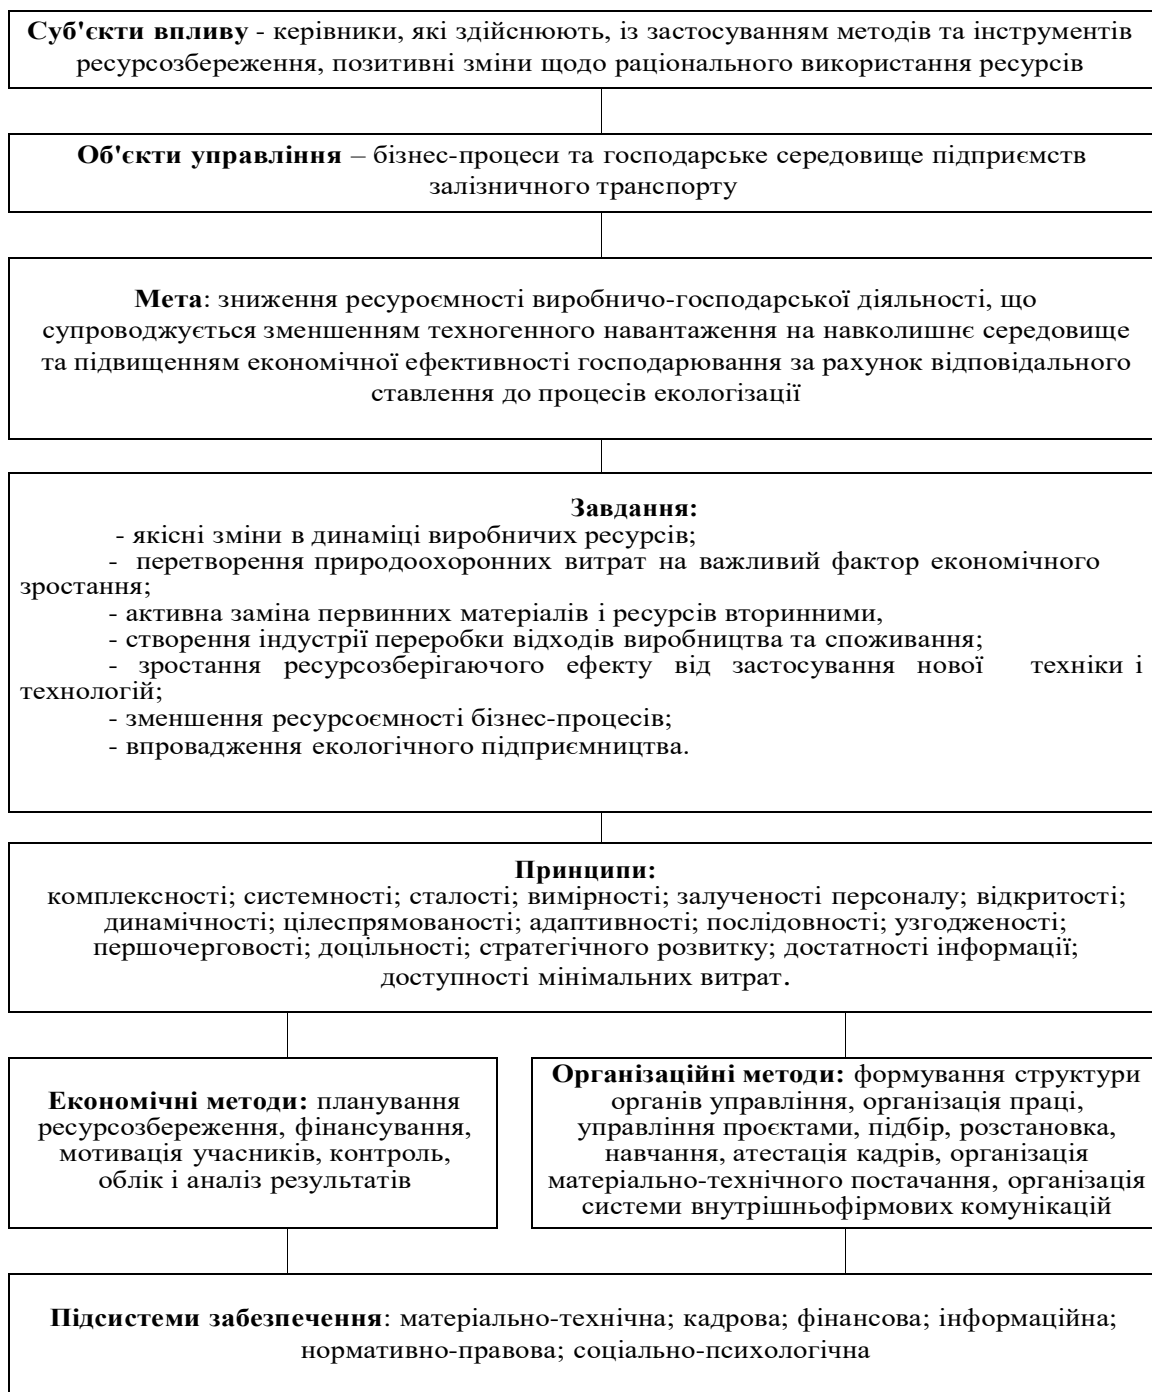 Суб'єкти впливу - керівники, які здійснюють, із застосуванням методів та інструментів
ресурсозбереження, позитивні зміни щодо раціонального використання ресурсів
Об'єкти управління – бізнес-процеси та господарське середовище підприємств
залізничного транспорту
Мета: зниження ресуроємності виробничо-господарської діяльності, що
супроводжується зменшенням техногенного навантаження на навколишнє середовище
та підвищенням економічної ефективності господарювання за рахунок відповідального
ставлення до процесів екологізації
Завдання:
- якісні зміни в динаміці виробничих ресурсів;
- перетворення природоохоронних витрат на важливий фактор економічного
зростання;
- активна заміна первинних матеріалів і ресурсів вторинними,
- створення індустрії переробки відходів виробництва та споживання;
- зростання ресурсозберігаючого ефекту від застосування нової техніки і
технологій;
- зменшення ресурсоємності бізнес-процесів;
- впровадження екологічного підприємництва.
Принципи:
комплексності; системності; сталості; вимірності; залученості персоналу; відкритості;
динамічності; цілеспрямованості; адаптивності; послідовності; узгодженості;
першочерговості; доцільності; стратегічного розвитку; достатності інформації;
доступності мінімальних витрат.
Економічні методи: планування
ресурсозбереження, фінансування,
мотивація учасників, контроль,
облік і аналіз результатів
Організаційні методи: формування структури
органів управління, організація праці,
управління проєктами, підбір, розстановка,
навчання, атестація кадрів, організація
матеріально-технічного постачання, організація
системи внутрішньофірмових комунікацій
Підсистеми забезпечення: матеріально-технічна; кадрова; фінансова; інформаційна;
нормативно-правова; соціально-психологічна